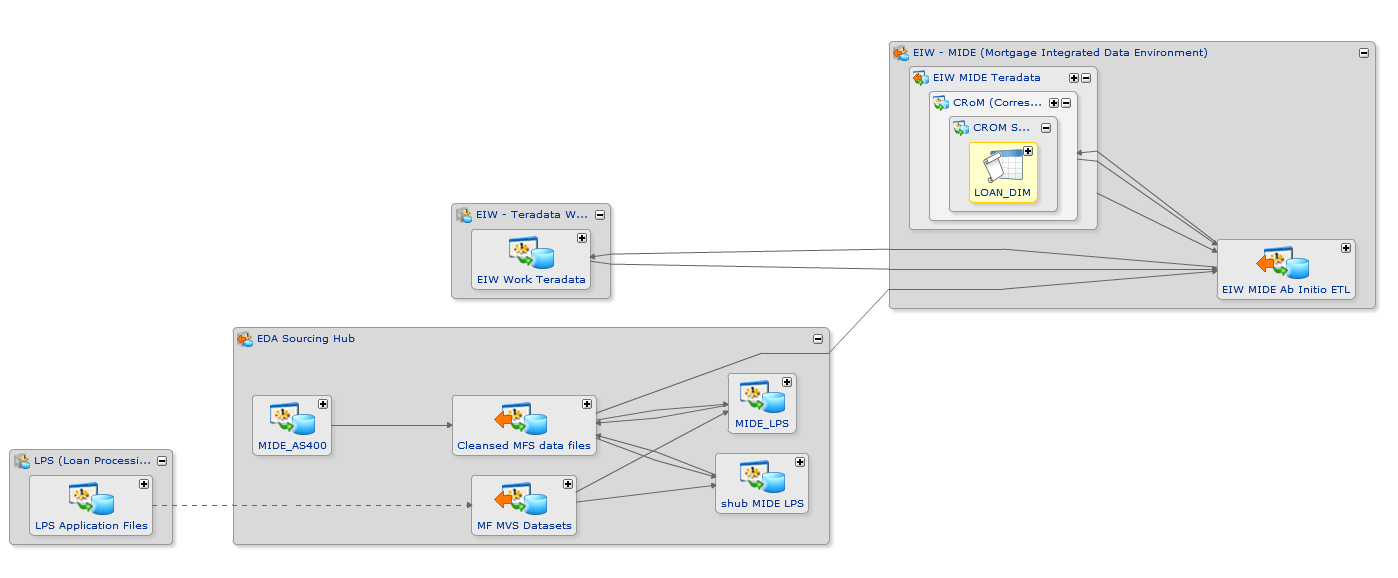 EIW - MIDE (Mortgage Integrated Data Environment)
EIW MIDE Teradata
CRoM (Corres...
CROM S...
LOAN_DIM
EIW - Teradata W...
EIW Work Teradata
EIW MIDE Ab Initio ETL
EDA Sourcing Hub
MIDE_AS400
Cleansed MFS data files
MIDE_LPS
LPS (Loan Processi...
LPS Application Files
MF MVS Datasets
shub MIDE LPS